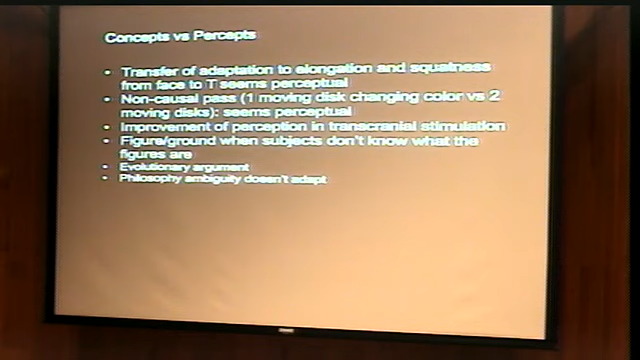 Concepts vs Percepts
• Transfer of adaptation to elongation and squatness
from face to T seems perceptual
• Non-causal pass (1 moving disk changing color vs 2
moving disks): seems perceptual
• Improvement of perception in transcranial stimulation
• Figure/ground when subjects don't know what the
figures are
• Evolutionary argument
• Philosophy ambiguity doesn't adapt